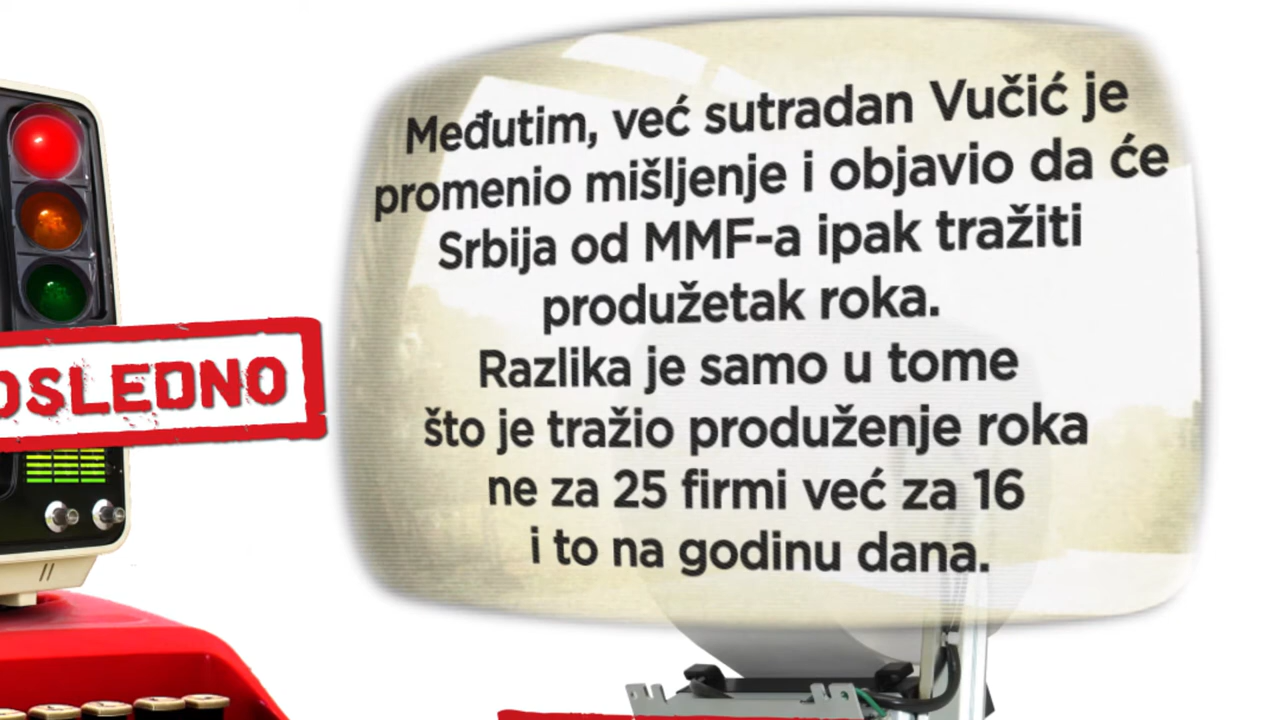 Međutim, već sutradan Vučić je
promenio mišljenje i objavio da će
Srbija od MMF-a ipak tražiti
produžetak roka.
Razlika je samo u tome
što je tražio produženje roka
ne za 25 firmi već za 16
i to na godinu dana.
OSLEDNO